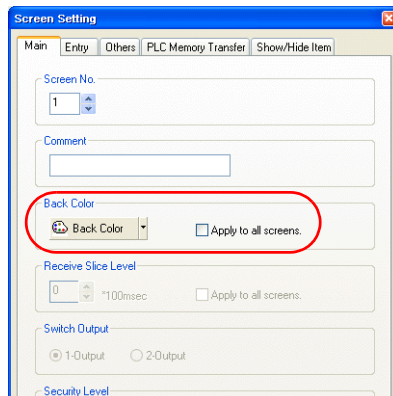 Screen Setting
Main Entry Others PLC Memory Transfer Show/Hide Item
Screen No.
1
Comment
Back Color
Back Color Apply to all screens.
Receive Slice Level
0 *100msec Apply to all screens.
Switch Output
1-Output 2-Output
Security Level